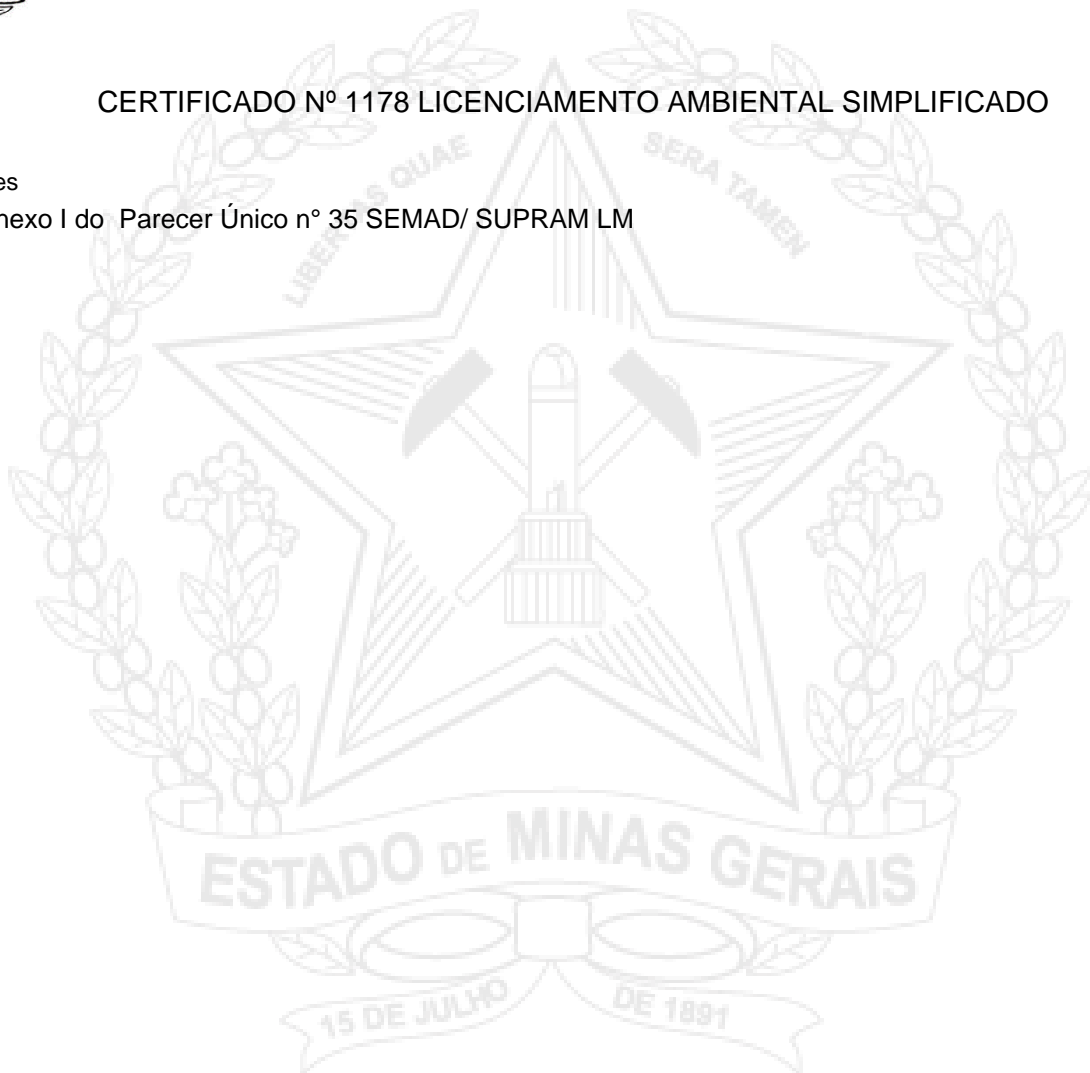 CERTIFICADO Nº 1178 LICENCIAMENTO AMBIENTAL SIMPLIFICADO
es
nexo I do Parecer Único n° 35 SEMAD/ SUPRAM LM
LIBERTAS QUAE SERA TAMEN
ESTADO DE MINAS GERAIS
15 DE JULHO DE 1891